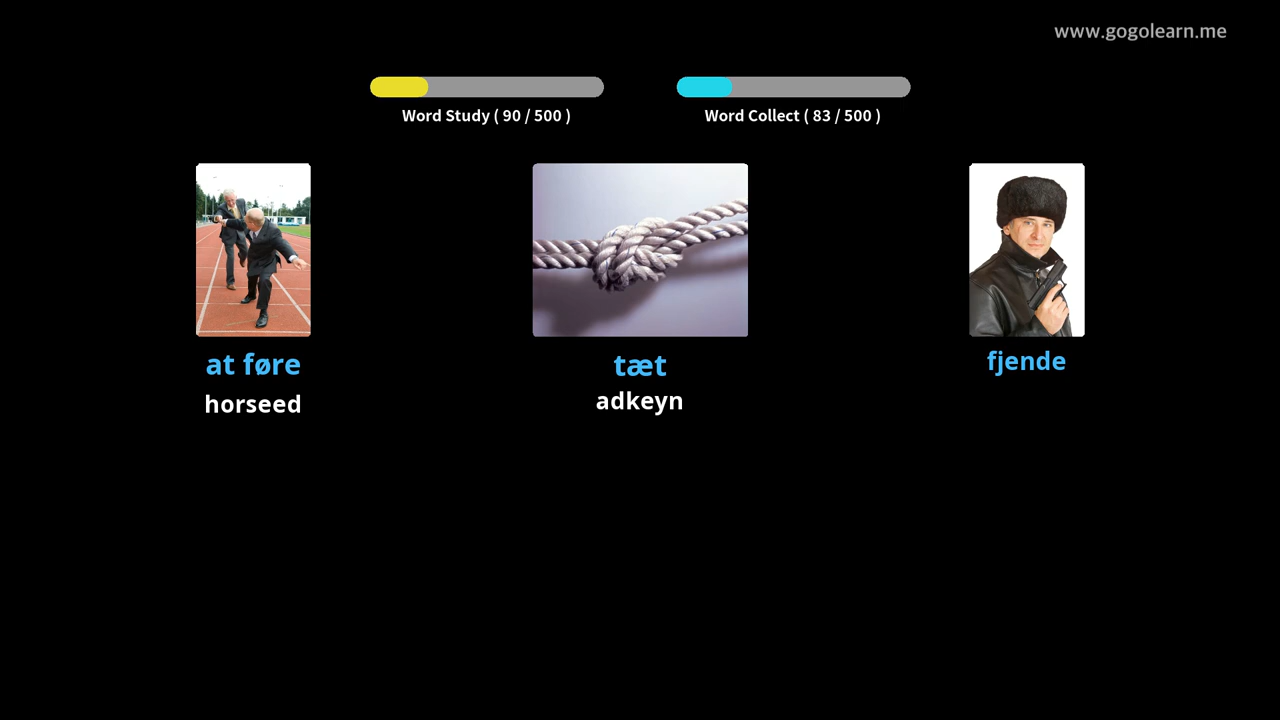 www.gogolearn.me
Word Study ( 90 / 500 )
Word Collect ( 83 / 500 )
at føre
horseed
tæt
adkeyn
fjende